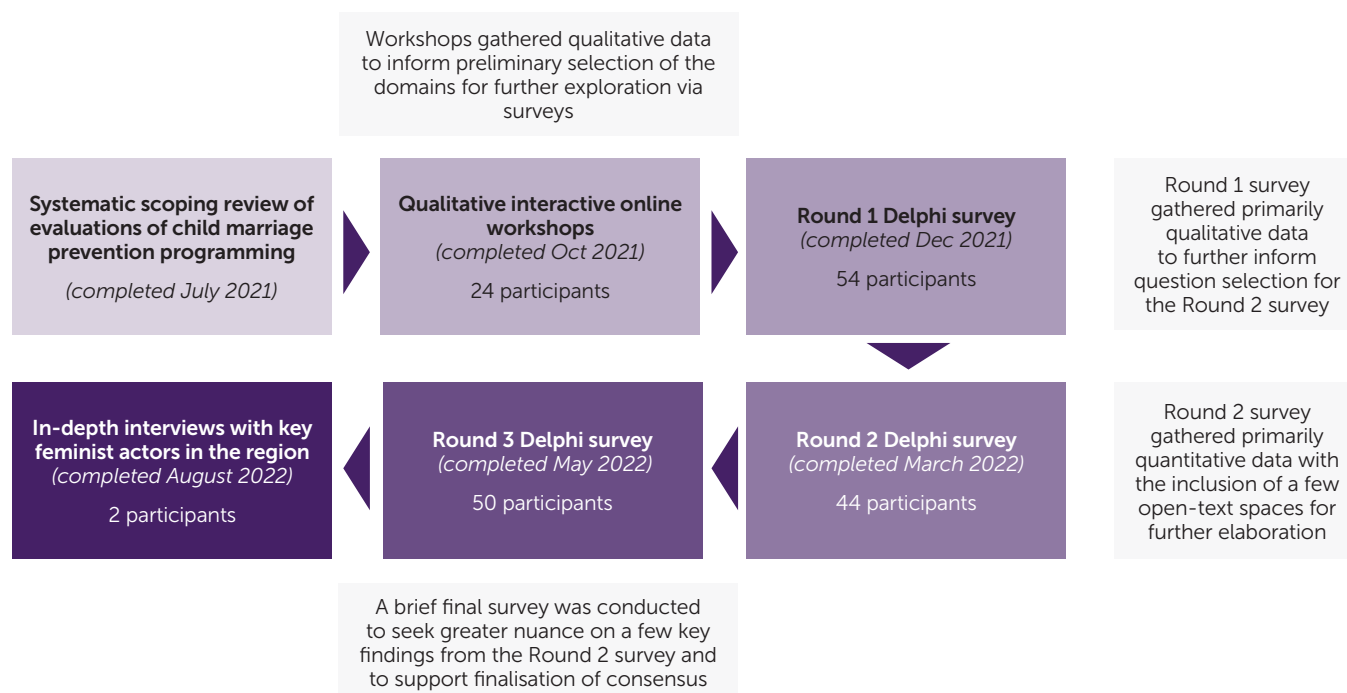 Workshops gathered qualitative data
to inform preliminary selection of the
domains for further exploration via
surveys
Systematic scoping review of
evaluations of child marriage
prevention programming
(completed July 2021)
Qualitative interactive online
workshops
(completed Oct 2021)
24 participants
Round 1 Delphi survey
(completed Dec 2021)
54 participants
Round 1 survey
gathered primarily
qualitative data
to further inform
question selection for
the Round 2 survey
Round 2 Delphi survey
(completed March 2022)
44 participants
Round 2 survey
gathered primarily
quantitative data with
the inclusion of a few
open-text spaces for
further elaboration
Round 3 Delphi survey
(completed May 2022)
50 participants
A brief final survey was conducted
to seek greater nuance on a few key
findings from the Round 2 survey and
to support finalisation of consensus
In-depth interviews with key
feminist actors in the region
(completed August 2022)
2 participants